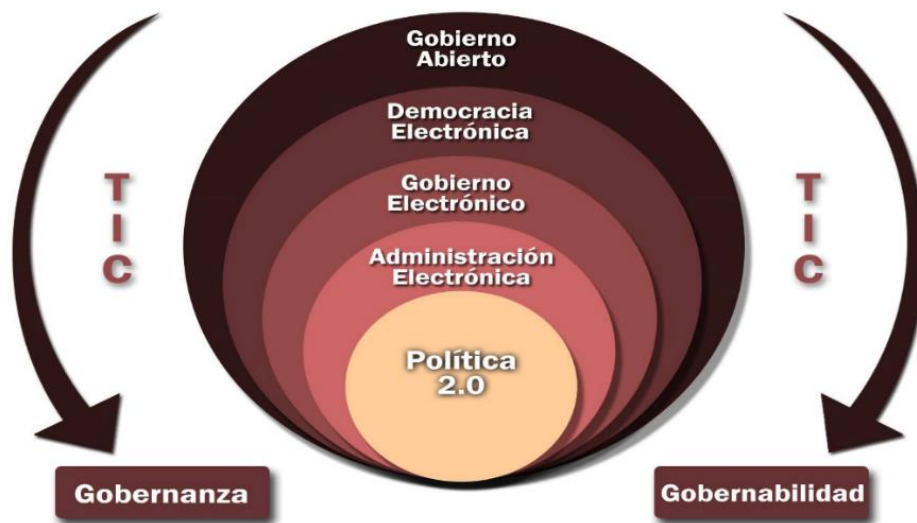 Gobierno
Abierto
Democracia
Electrónica
Gobierno
Electrónico
Administración
Electrónica
Política
2.0
T
I
C
T
I
C
Gobernanza
Gobernabilidad